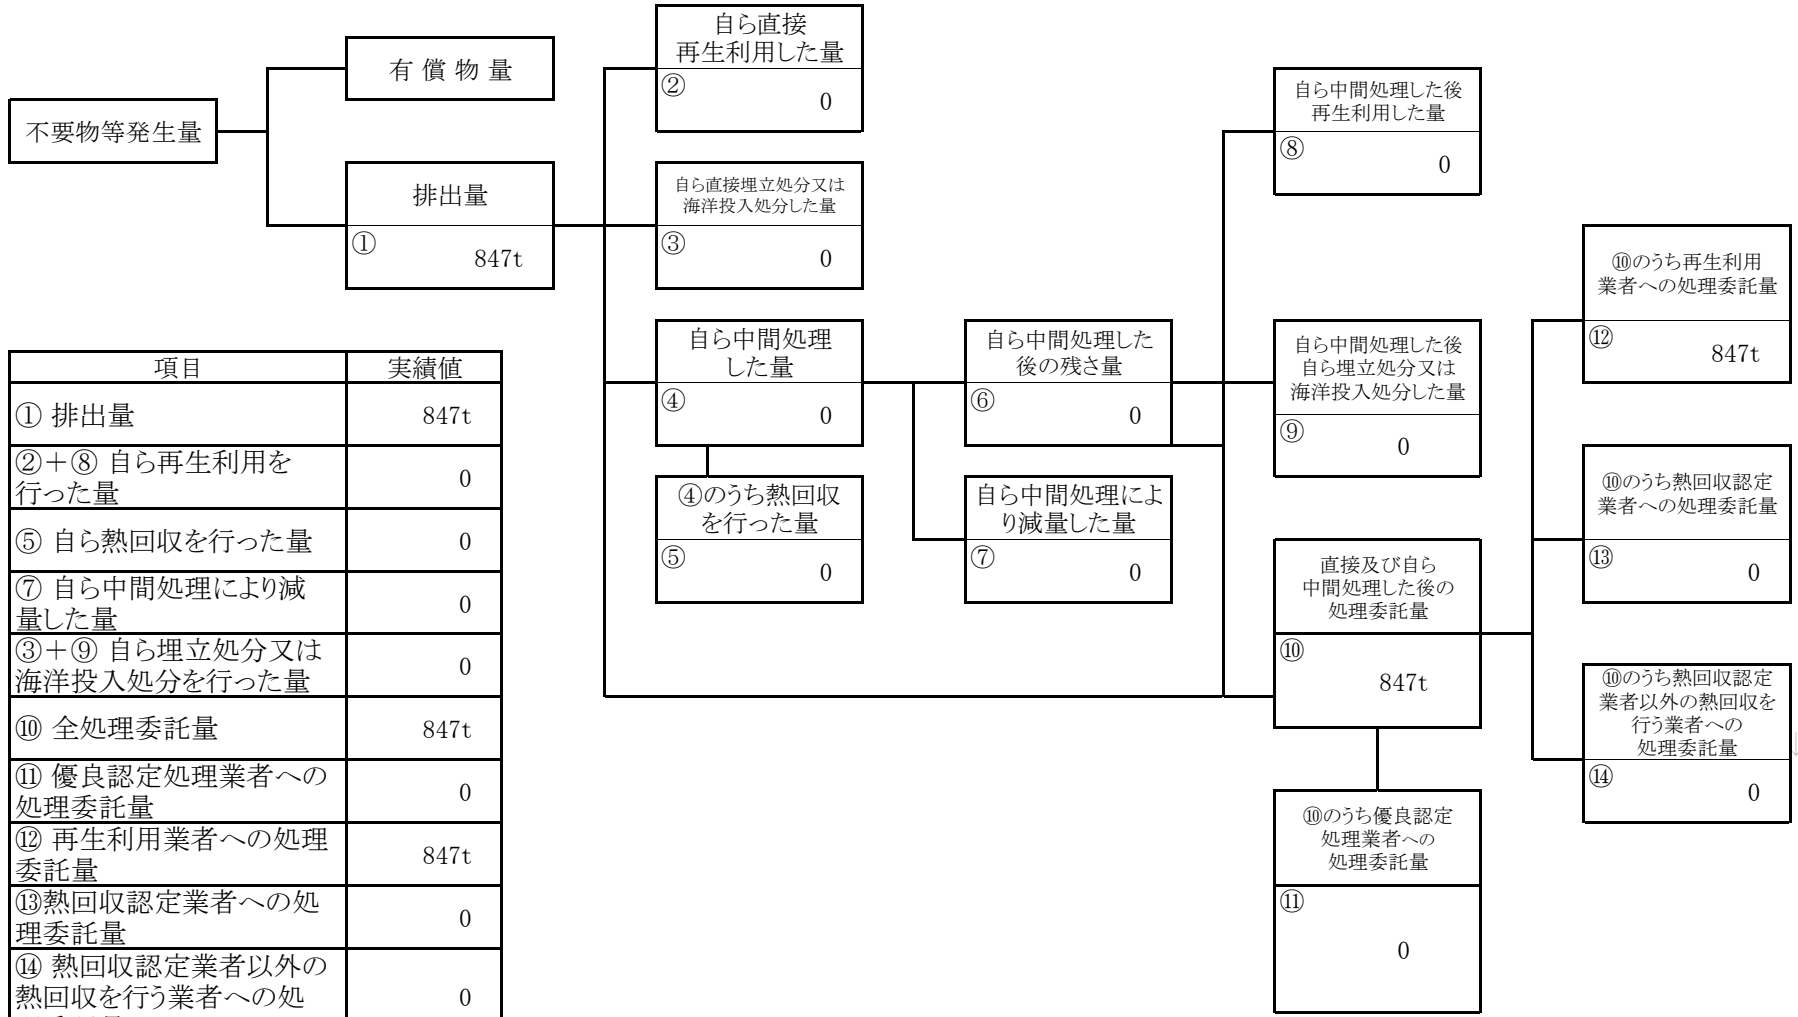 不要物等発生量
有 償 物 量
排出量
①
847t
自ら直接
再生利用した量
②
0
自ら直接埋立処分又は
海洋投入処分した量
③
0
自ら中間処理
した量
④
0
④のうち熱回収
を行った量
⑤
0
自ら中間処理した
後の残さ量
⑥
0
自ら中間処理によ
り減量した量
⑦
0
自ら中間処理した後
再生利用した量
⑧
0
自ら中間処理した後
自ら埋立処分又は
海洋投入処分した量
⑨
0
直接及び自ら
中間処理した後の
処理委託量
⑩
847t
⑩のうち優良認定
処理業者への
処理委託量
⑪
0
⑩のうち再生利用
業者への処理委託量
⑫
847t
⑩のうち熱回収認定
業者への処理委託量
⑬
0
⑩のうち熱回収認定
業者以外の熱回収を
行う業者への
処理委託量
⑭
0
↓
項目 実績値
① 排出量 847t
②＋⑧ 自ら再生利用を
行った量 0
⑤ 自ら熱回収を行った量 0
⑦ 自ら中間処理により減
量した量 0
③＋⑨ 自ら埋立処分又は
海洋投入処分を行った量 0
⑩ 全処理委託量 847t
⑪ 優良認定処理業者への
処理委託量 0
⑫ 再生利用業者への処理
委託量 847t
⑬熱回収認定業者への処
理委託量 0
⑭ 熱回収認定業者以外の
熱回収を行う業者への処 0